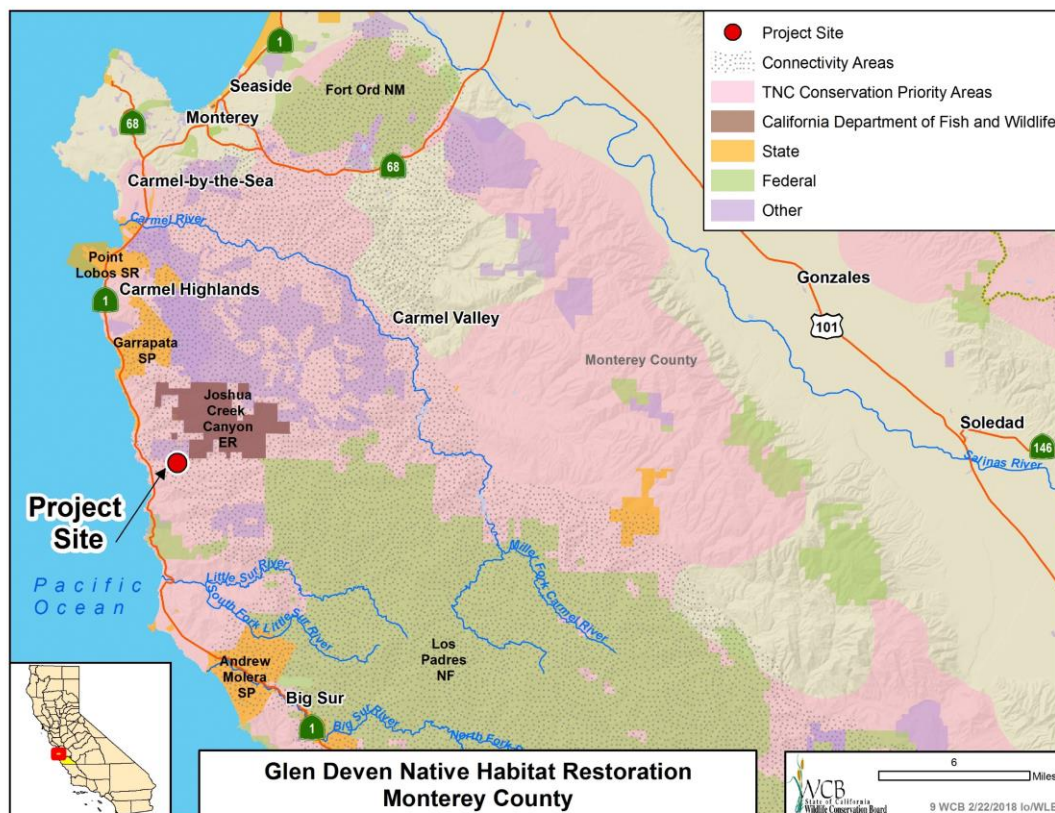 Project Site
Connectivity Areas
TNC Conservation Priority Areas
California Department of Fish and Wildlife
State
Federal
Other
1
Seaside
Fort Ord NM
68
Monterey
68
Carmel-by-the-Sea
Carmel River
Point
Lobos SR
Carmel Highlands
1
Gonzales
Carmel Valley
101
Garrapata
SP
Monterey County
Joshua
Creek
Canyon
ER
Soledad
146
Salinas River
Project
Site
Pacific
Ocean
Little Sur River
South Fork Little Sur River
Miller Fork Carmel River
Los
Padres
NF
Andrew
Molera
SP
Big Sur
1
Big Sur River
North Fork
Glen Deven Native Habitat Restoration
Monterey County
6
Miles
WCB
State of California
Wildlife Conservation Board
9 WCB 2/22/2018 lo/WLE